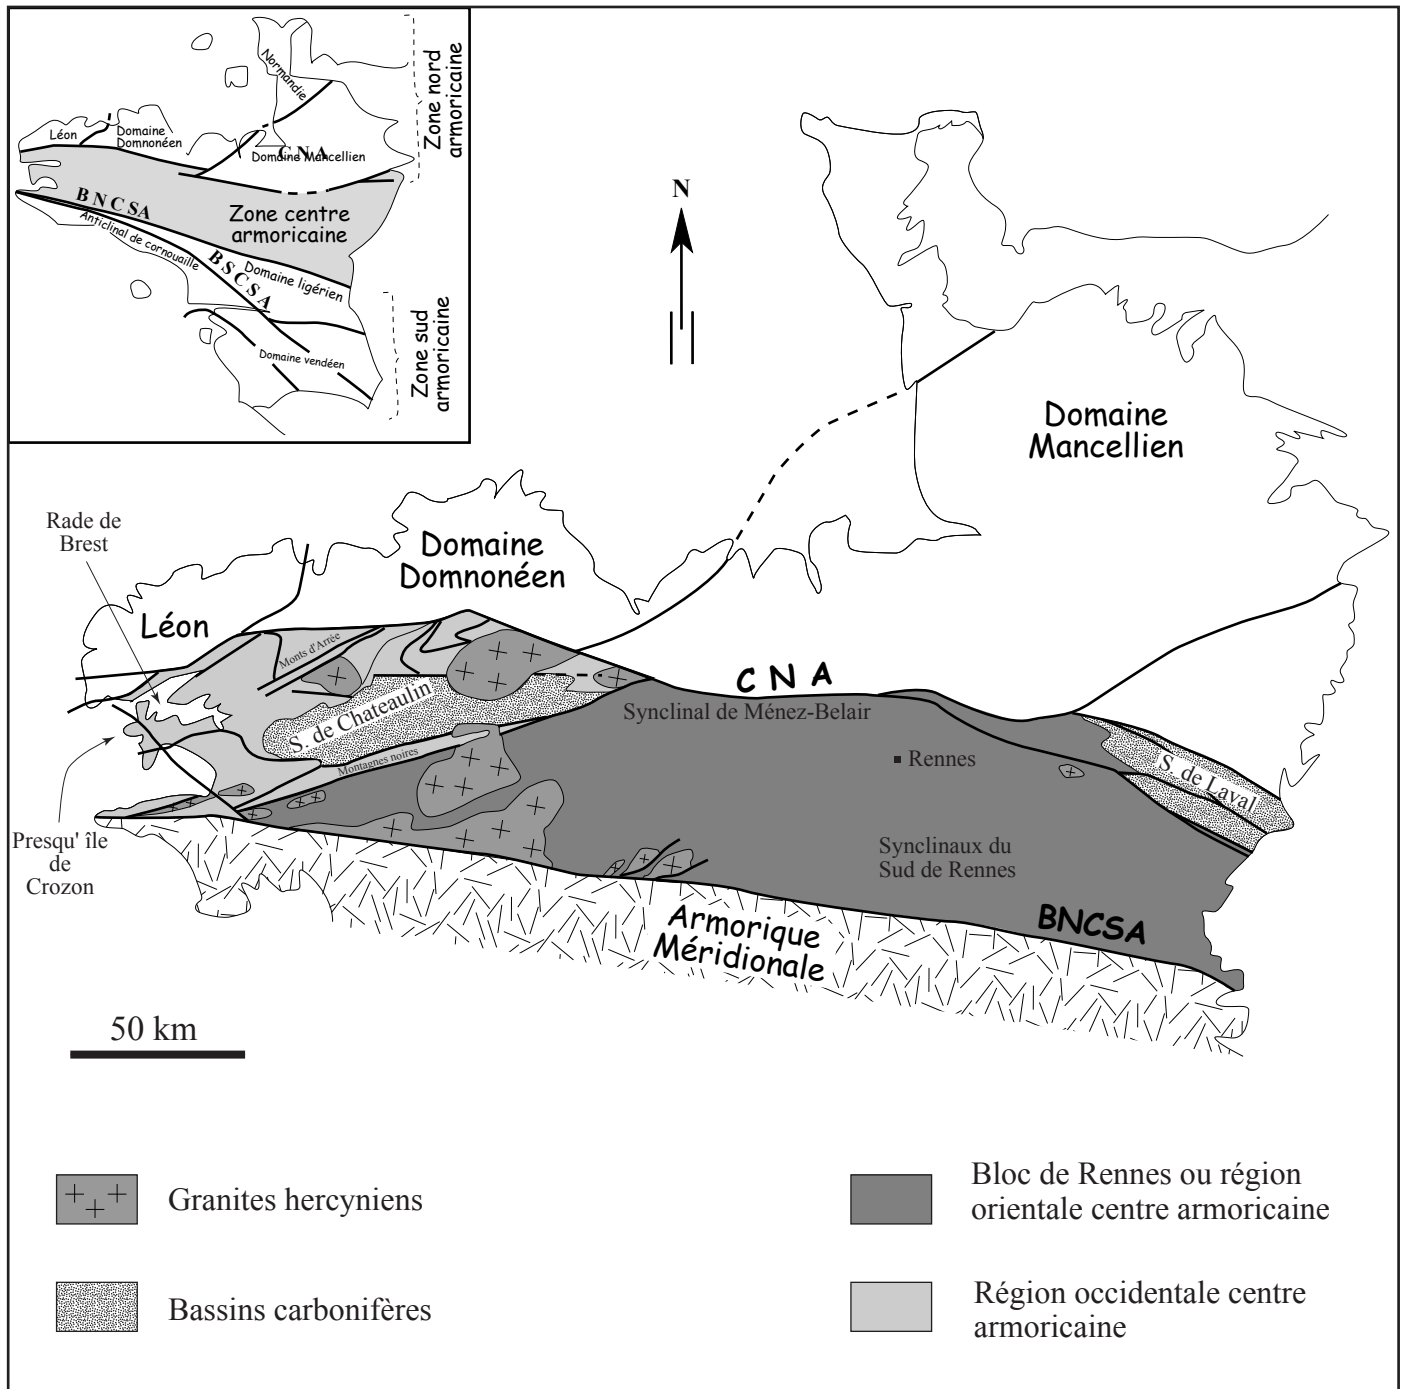 Normandie
Zone nord
armoricaine
Léon
Domaine
Domnonéen
C N A
Domaine Mancellien
B N C S A
Zone centre
armoricaine
Anticlinal de cornouaille
B S C S A
Domaine ligérien
Domaine vendéen
Zone sud
armoricaine
N
Domaine
Mancellien
Rade de
Brest
Domaine
Domnonéen
Léon
Monts d'Arrée
C N A
S. de Chateaulin
Synclinal de Ménez-Belair
Montagnes noires
Rennes
S. de Laval
Presqu' île
de
Crozon
Synclinaux du
Sud de Rennes
BNCSA
Armorique
Méridionale
50 km
Granites hercyniens
Bassins carbonifères
Bloc de Rennes ou région
orientale centre armoricaine
Région occidentale centre
armoricaine